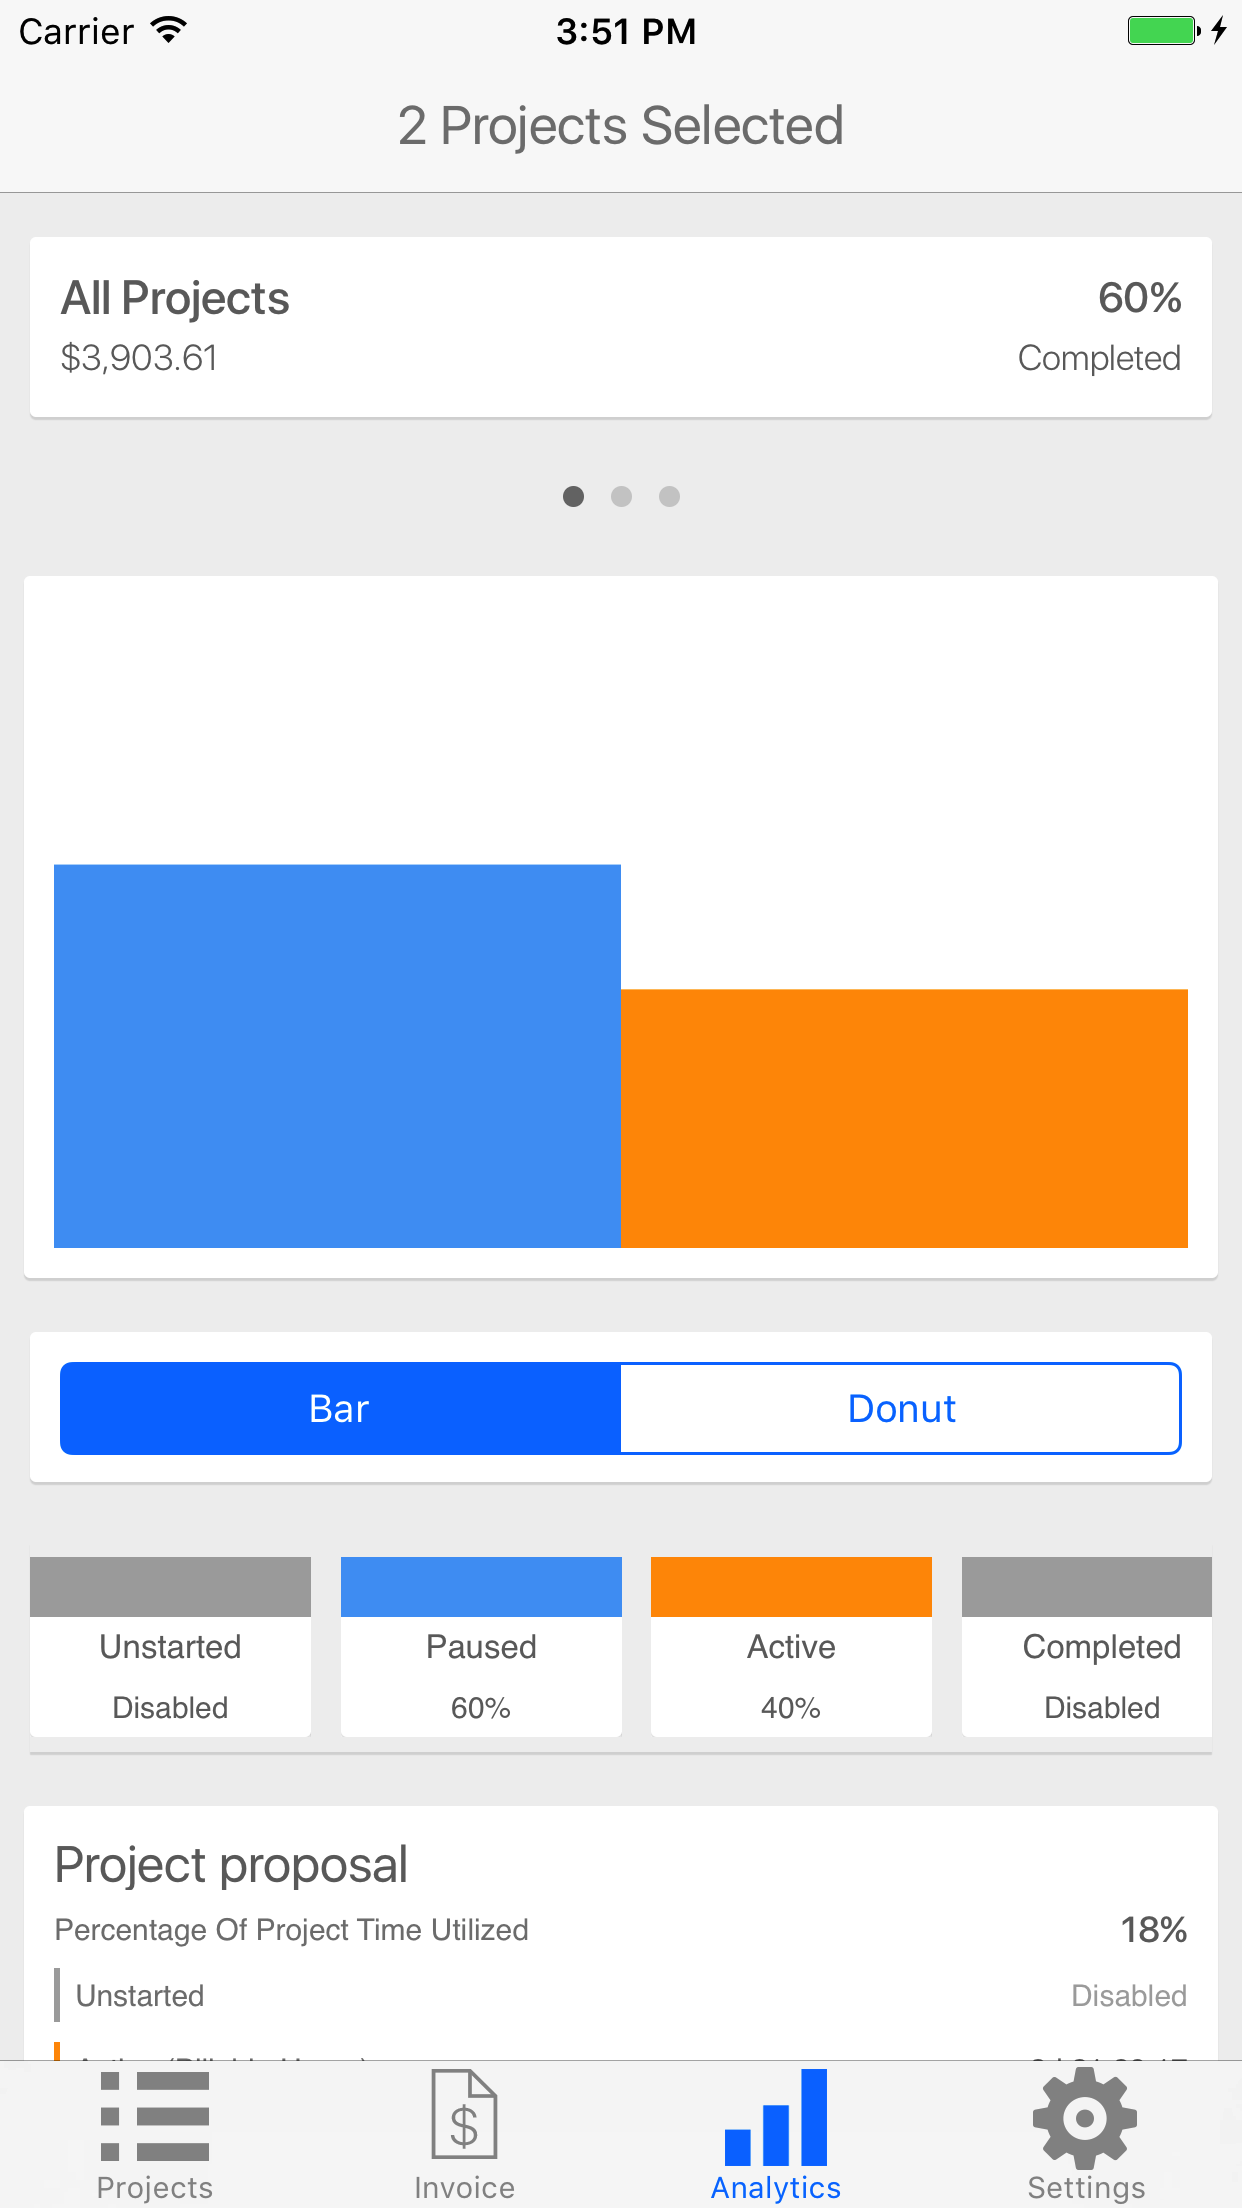 Carrier 3:51 PM
2 Projects Selected
All Projects 60%
$3,903.61 Completed
Bar Donut
Unstarted Paused Active Completed
Disabled 60% 40% Disabled
Project proposal
Percentage Of Project Time Utilized 18%
Unstarted Disabled
Projects Invoice Analytics Settings